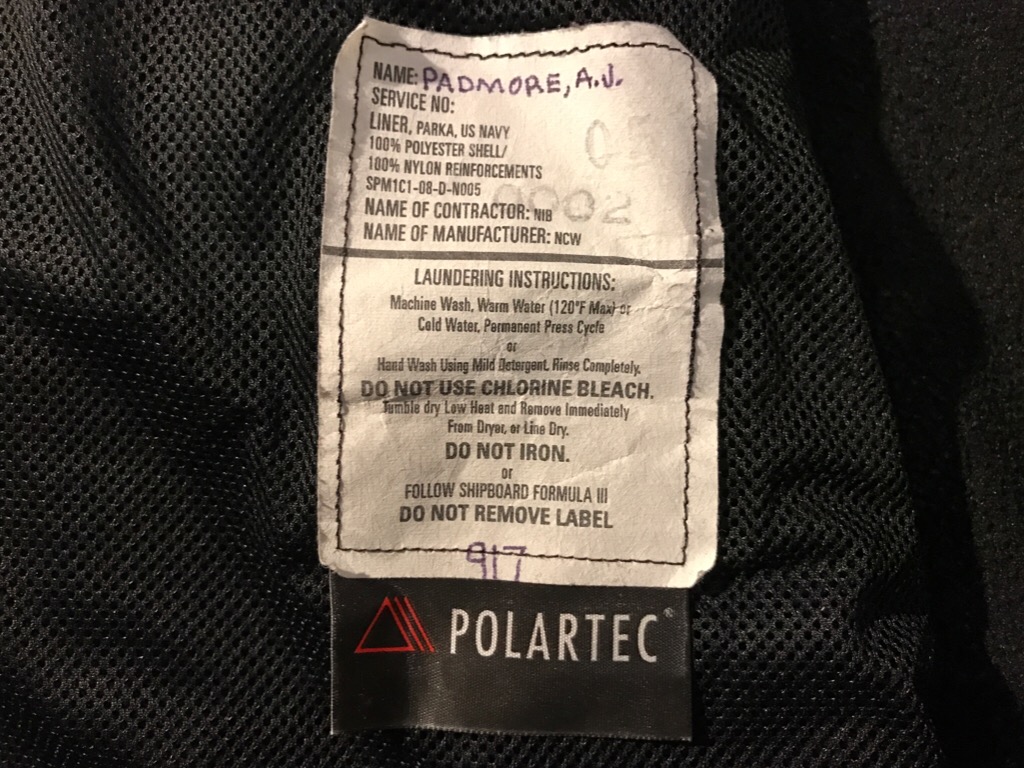 NAME: PADMORE, A.J.
SERVICE NO:
LINER, PARKA, US NAVY
100% POLYESTER SHELL/
100% NYLON REINFORCEMENTS
SPM1C1-08-D-N005
0002
NAME OF CONTRACTOR: NIB
NAME OF MANUFACTURER: NCW
LAUNDERING INSTRUCTIONS:
Machine Wash, Warm Water (120°F Max) or
Cold Water, Permanent Press Cycle
or
Hand Wash Using Mild Detergent. Rinse Completely.
DO NOT USE CHLORINE BLEACH.
Tumble dry Low Heat and Remove Immediately
From Dryer, or Line Dry.
DO NOT IRON.
or
FOLLOW SHIPBOARD FORMULA III
DO NOT REMOVE LABEL
917
POLARTEC®